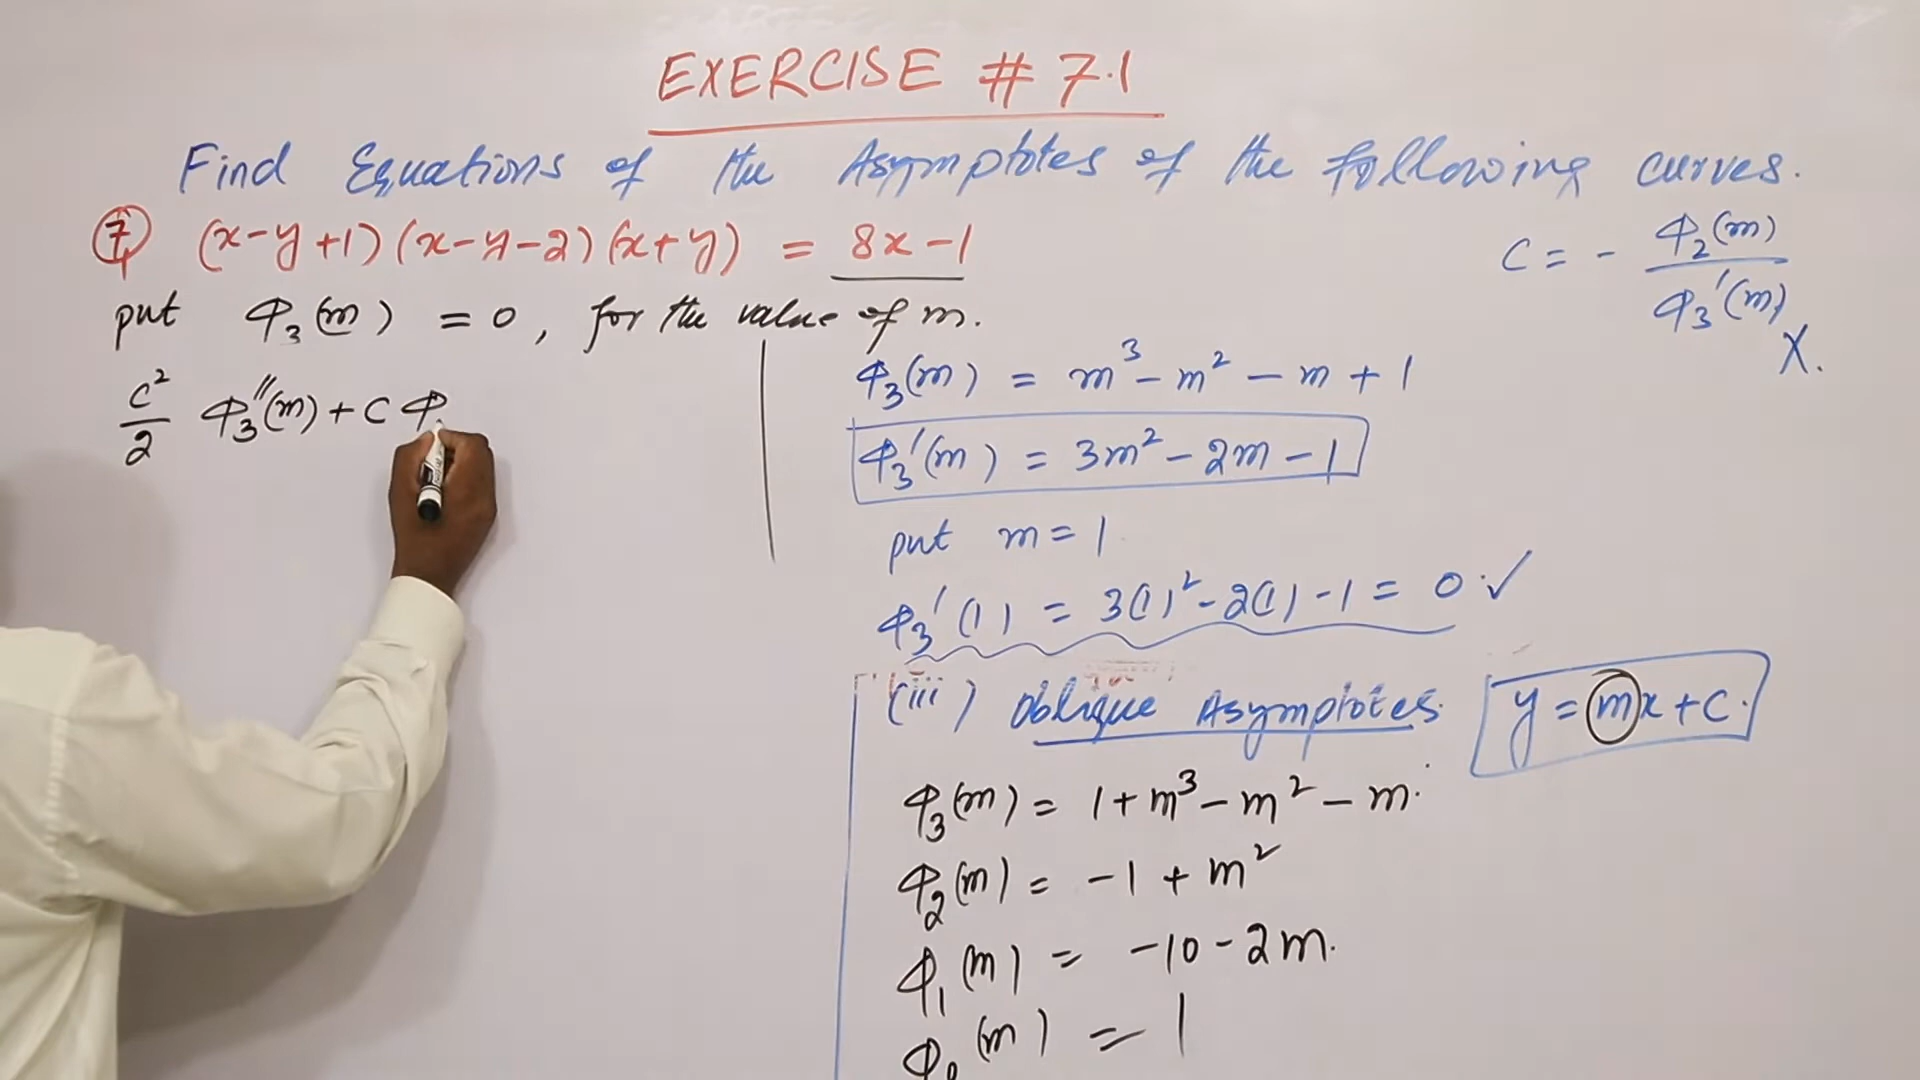 EXERCISE # 7.1
Find Equations of the Asymptotes of the following curves.
⑦ (x-y+1)(x-y-2)(x+y) = 8x-1
put Φ₃(m) = 0, for the value of m.
c²/2 Φ₃″(m) + C Φ
C = - Φ₂(m)/Φ₃′(m)
X.
Φ₃(m) = m³ - m² - m + 1
Φ₃′(m) = 3m² - 2m - 1
put m = 1
Φ₃′(1) = 3(1)² - 2(1) - 1 = 0 ✓
(iii) Oblique Asymptotes. y = mx + c.
Φ₃(m) = 1 + m³ - m² - m.
Φ₂(m) = -1 + m²
Φ₁(m) = -10 - 2m.
Φ₀(m) = 1